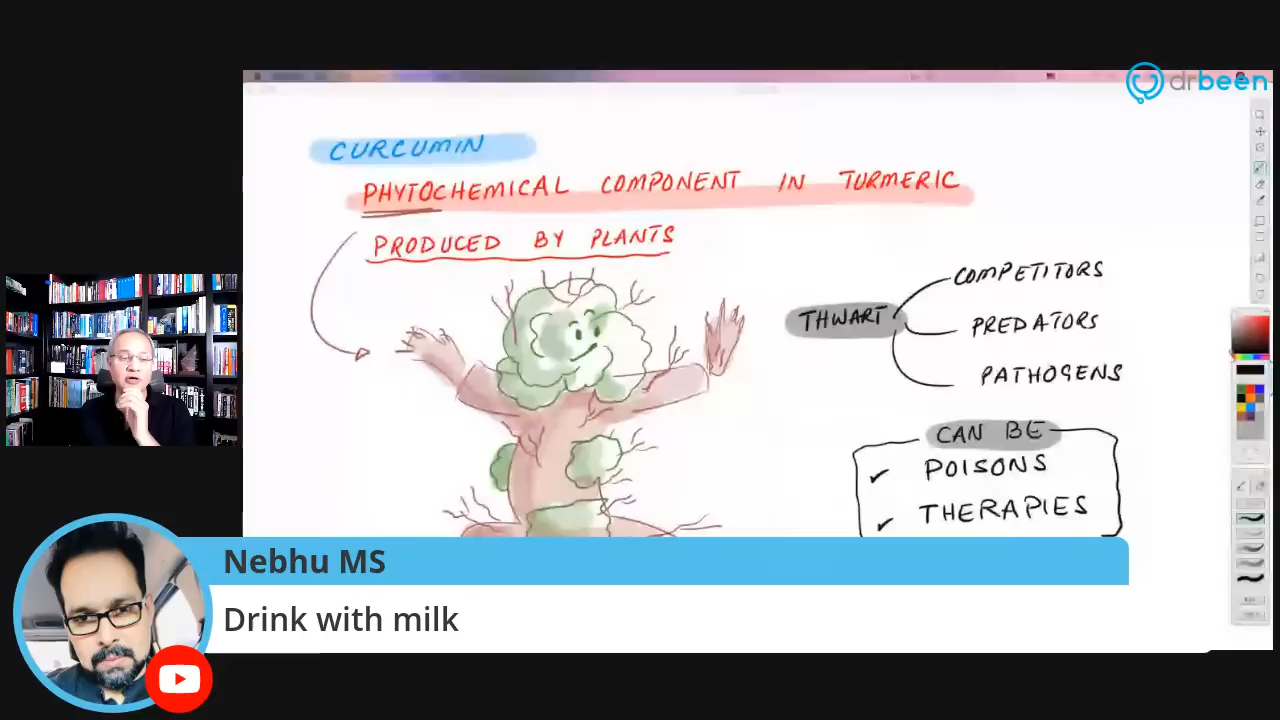 drbeen
CURCUMIN
PHYTOCHEMICAL COMPONENT IN TURMERIC
PRODUCED BY PLANTS
THWART
COMPETITORS
PREDATORS
PATHOGENS
CAN BE
✓ POISONS
✓ THERAPIES
Nebhu MS
Drink with milk